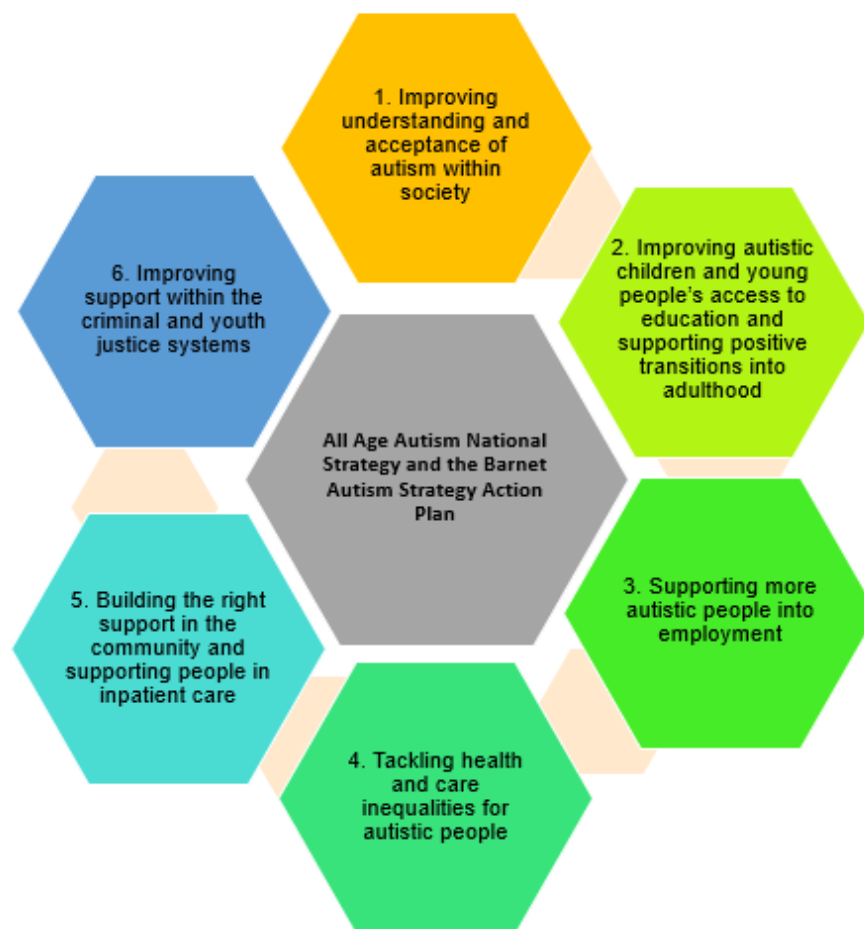 1. Improving
understanding and
acceptance of
autism within
society
2. Improving autistic
children and young
people’s access to
education and
supporting positive
transitions into
adulthood
3. Supporting more
autistic people into
employment
4. Tackling health
and care
inequalities for
autistic people
5. Building the right
support in the
community and
supporting people in
inpatient care
6. Improving
support within the
criminal and youth
justice systems
All Age Autism National
Strategy and the Barnet
Autism Strategy Action
Plan